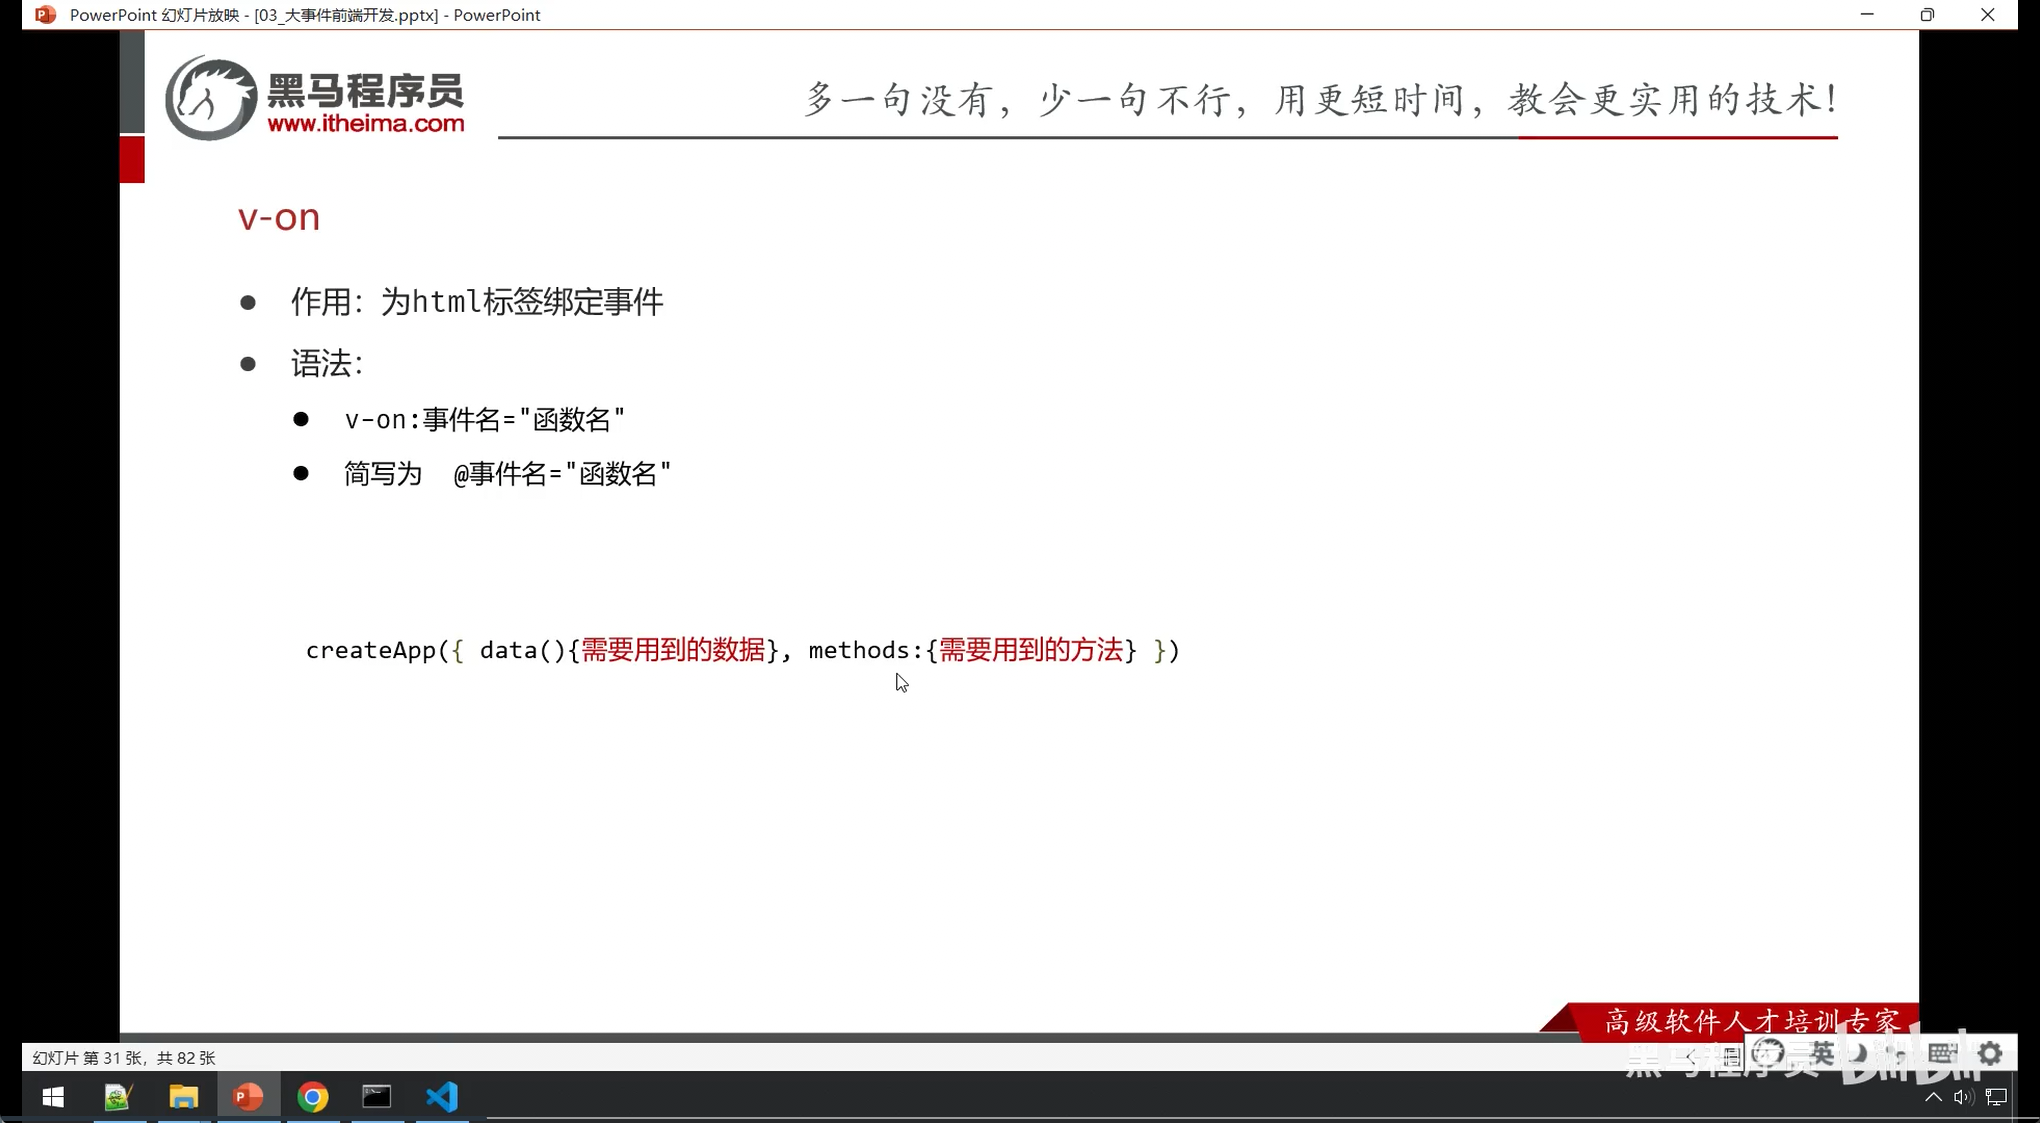 PowerPoint 幻灯片放映 - [03_大事件前端开发.pptx] - PowerPoint
黑马程序员
www.itheima.com
多一句没有，少一句不行，用更短时间，教会更实用的技术！
v-on
作用：为html标签绑定事件
语法：
v-on:事件名="函数名"
简写为 @事件名="函数名"
createApp({ data(){需要用到的数据}, methods:{需要用到的方法} })
高级软件人才培训专家
幻灯片 第 31 张，共 82 张
黑马程序员 bilibili
英